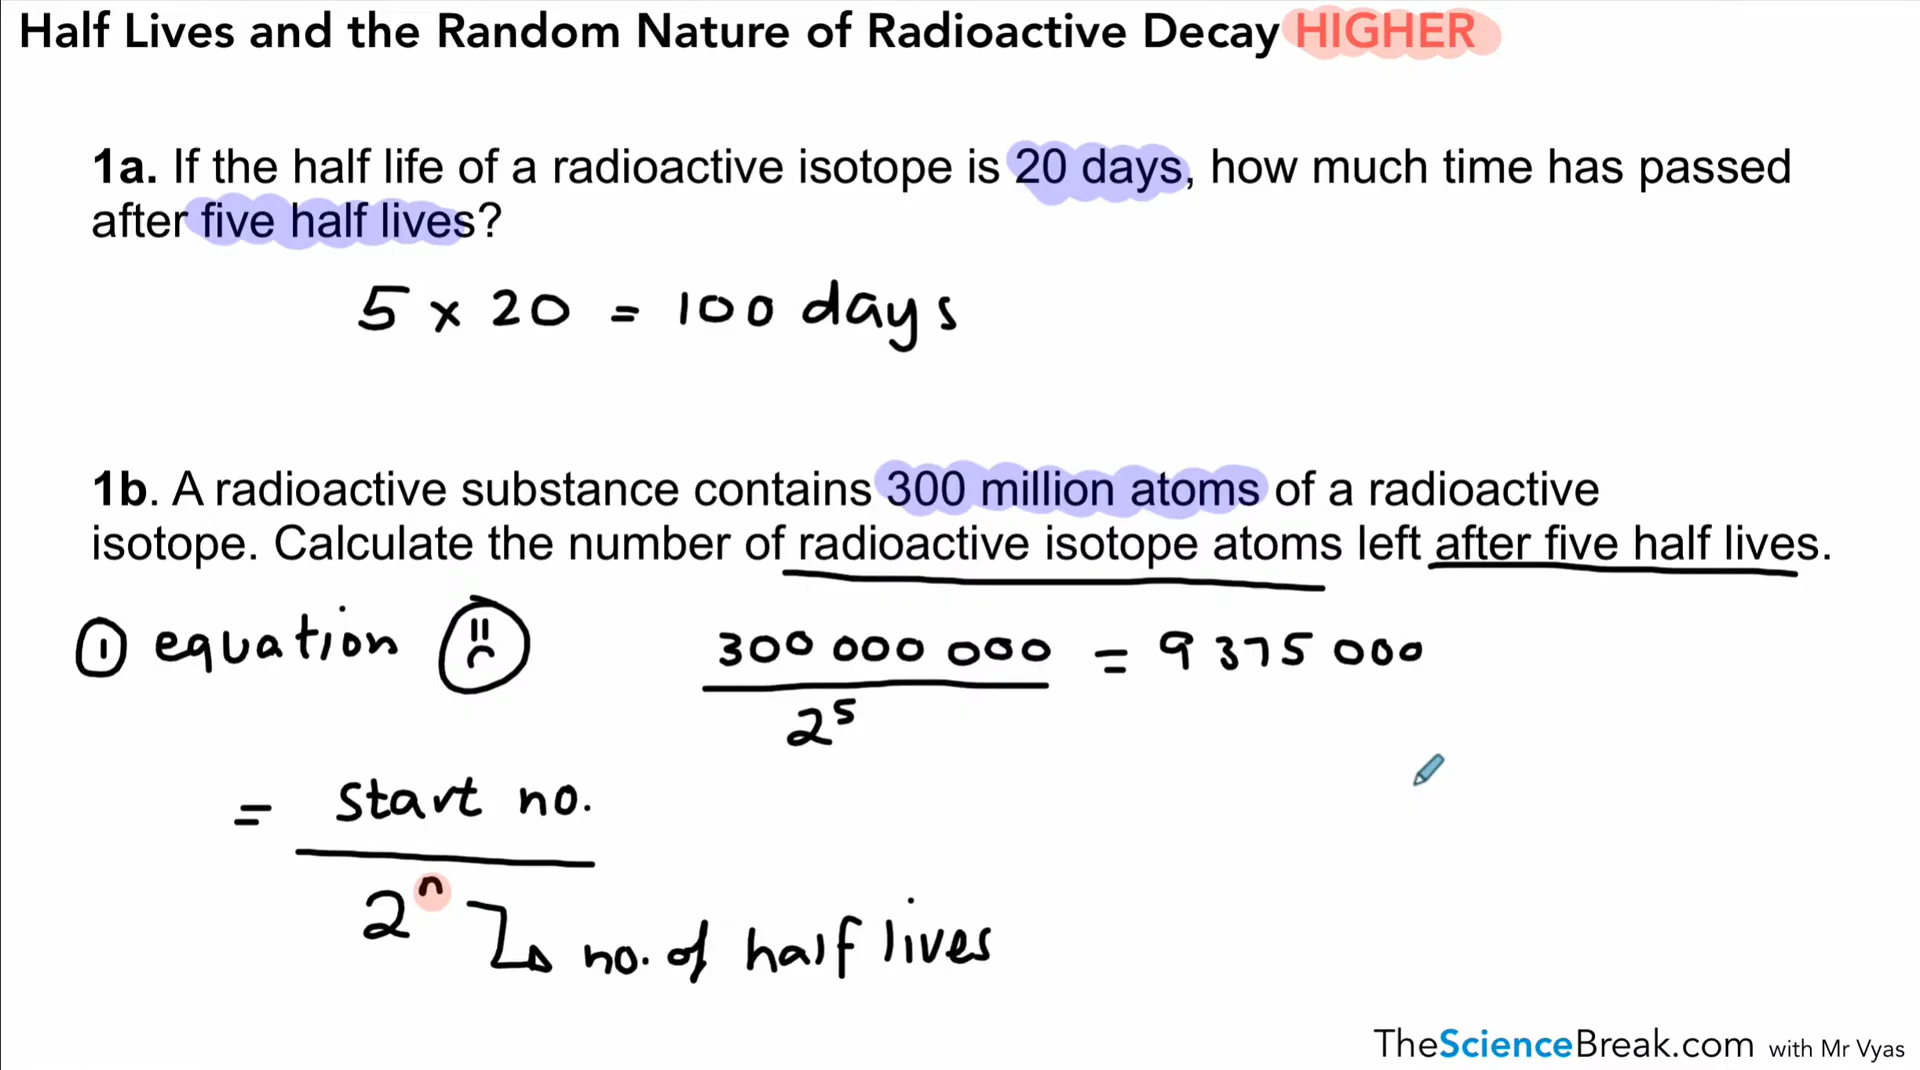 Half Lives and the Random Nature of Radioactive Decay HIGHER
1a. If the half life of a radioactive isotope is 20 days, how much time has passed
after five half lives?
5 x 20 = 100 days
1b. A radioactive substance contains 300 million atoms of a radioactive
isotope. Calculate the number of radioactive isotope atoms left after five half lives.
① equation
300 000 000 = 9 375 000
2⁵
= start no.
2ⁿ
no. of half lives
TheScienceBreak.com with Mr Vyas